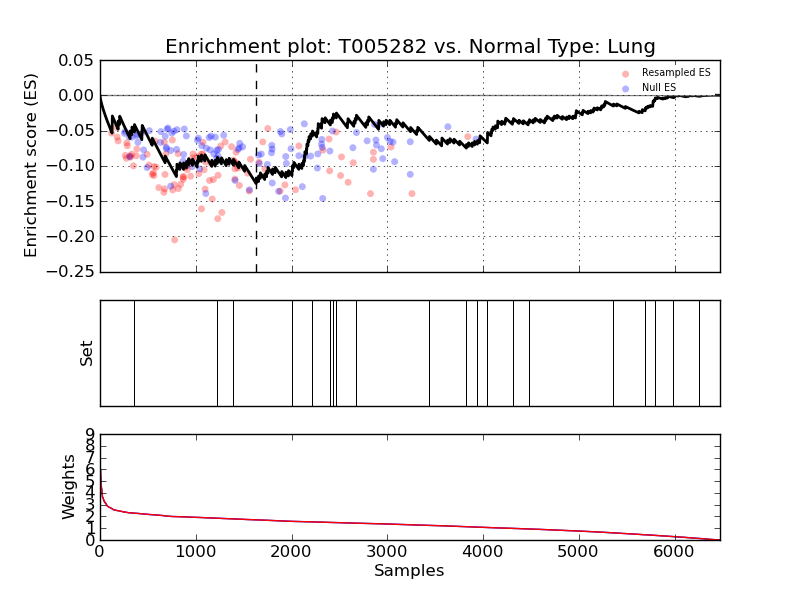 Enrichment plot: T005282 vs. Normal Type: Lung
Enrichment score (ES)
0.05
0.00
−0.05
−0.10
−0.15
−0.20
−0.25
Resampled ES
Null ES
Set
Weights
9
8
7
6
5
4
3
2
1
0
0 1000 2000 3000 4000 5000 6000
Samples